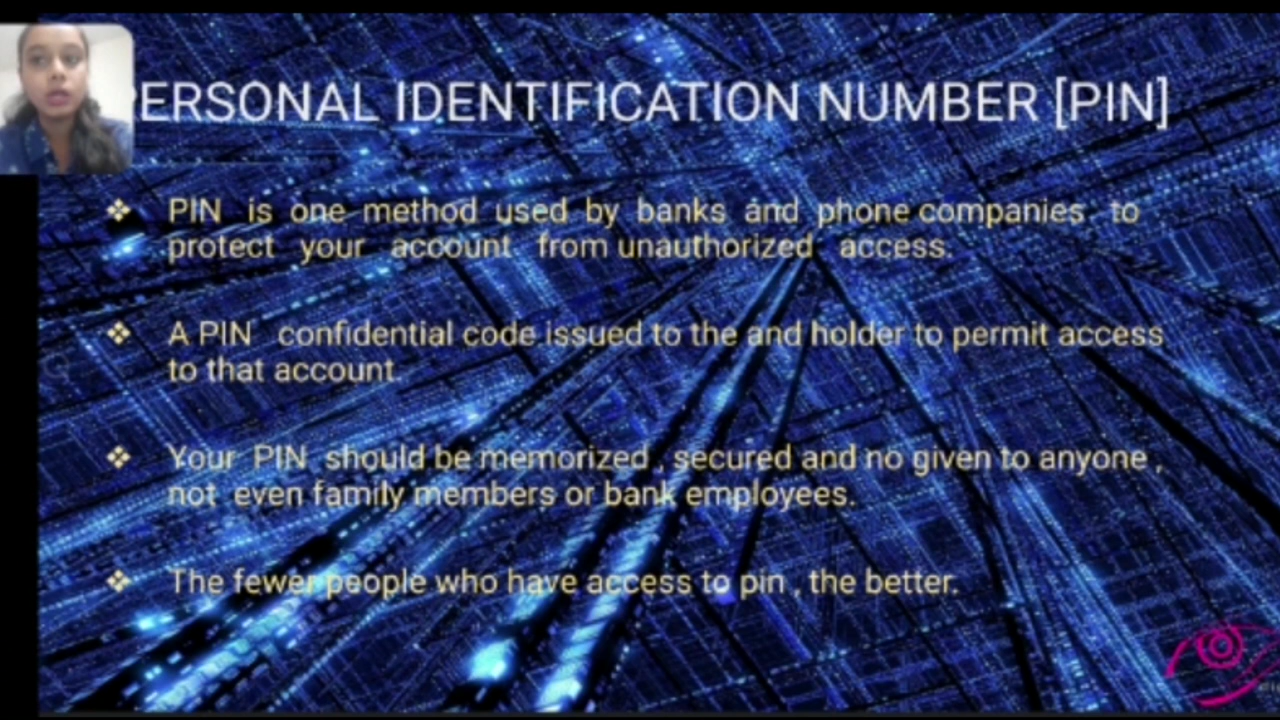 ERSONAL IDENTIFICATION NUMBER [PIN]
❖ PIN is one method used by banks and phone companies to
protect your account from unauthorized access.
❖ A PIN confidential code issued to the and holder to permit access
to that account.
❖ Your PIN should be memorized , secured and no given to anyone ,
not even family members or bank employees.
❖ The fewer people who have access to pin , the better.